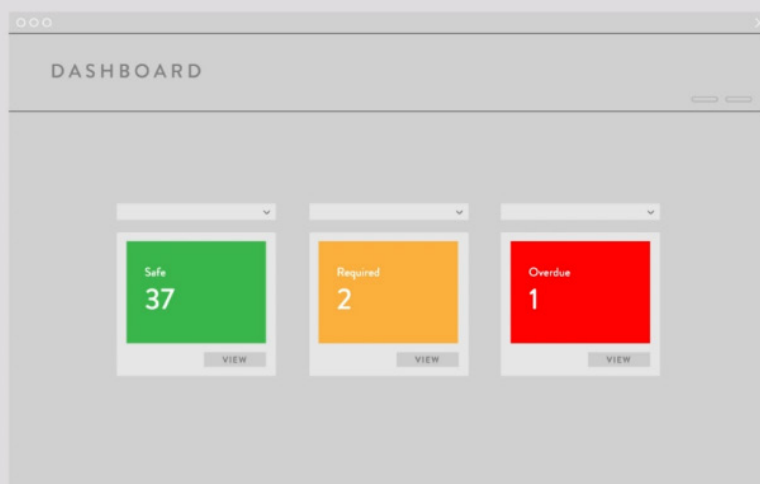 DASHBOARD
Safe
37
VIEW
Required
2
VIEW
Overdue
1
VIEW